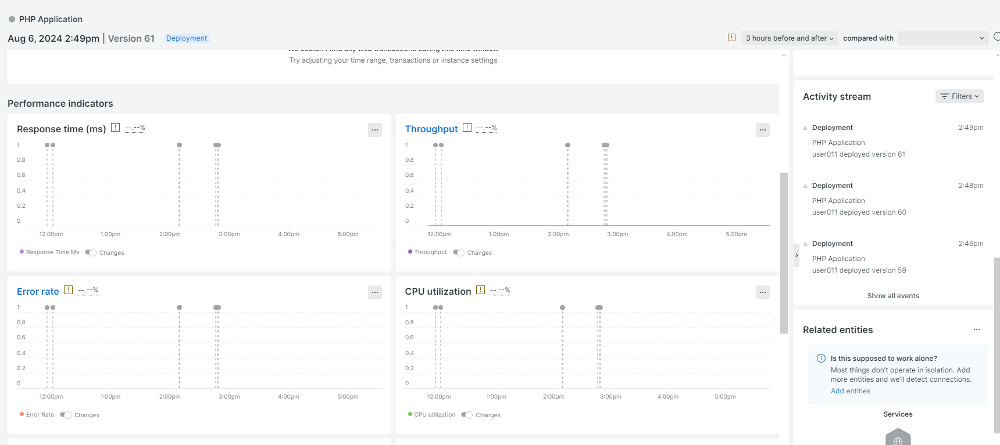 PHP Application
Aug 6, 2024 2:49pm | Version 61 Deployment
3 hours before and after compared with
We couldn't find any web transactions during this time window
Try adjusting your time range, transactions or instance settings
Performance indicators
Response time (ms) --.--%
1
0.8
0.6
0.4
0.2
0
12:00pm 1:00pm 2:00pm 3:00pm 4:00pm 5:00pm
Response Time Ms Changes
Throughput --.--%
1
0.8
0.6
0.4
0.2
0
12:00pm 1:00pm 2:00pm 3:00pm 4:00pm 5:00pm
Throughput Changes
Error rate --.--%
1
0.8
0.6
0.4
0.2
0
12:00pm 1:00pm 2:00pm 3:00pm 4:00pm 5:00pm
Error Rate Changes
CPU utilization --.--%
1
0.8
0.6
0.4
0.2
0
12:00pm 1:00pm 2:00pm 3:00pm 4:00pm 5:00pm
CPU utilization Changes
Activity stream
Filters
Deployment 2:49pm
PHP Application
user011 deployed version 61
Deployment 2:48pm
PHP Application
user011 deployed version 60
Deployment 2:46pm
PHP Application
user011 deployed version 59
Show all events
Related entities
Is this supposed to work alone?
Most things don't operate in isolation. Add
more entities and we'll detect connections.
Add entities
Services